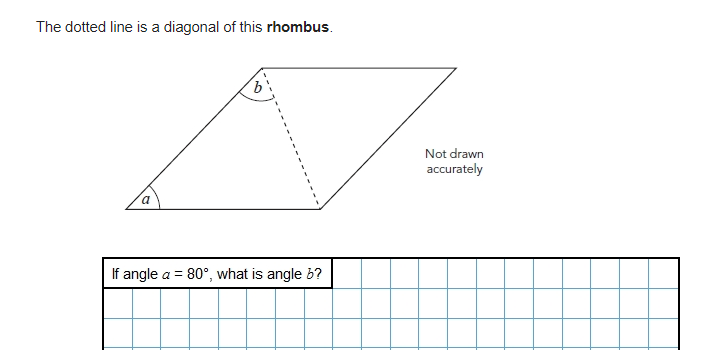 The dotted line is a diagonal of this rhombus.
b
Not drawn
accurately
a
If angle a = 80°, what is angle b?